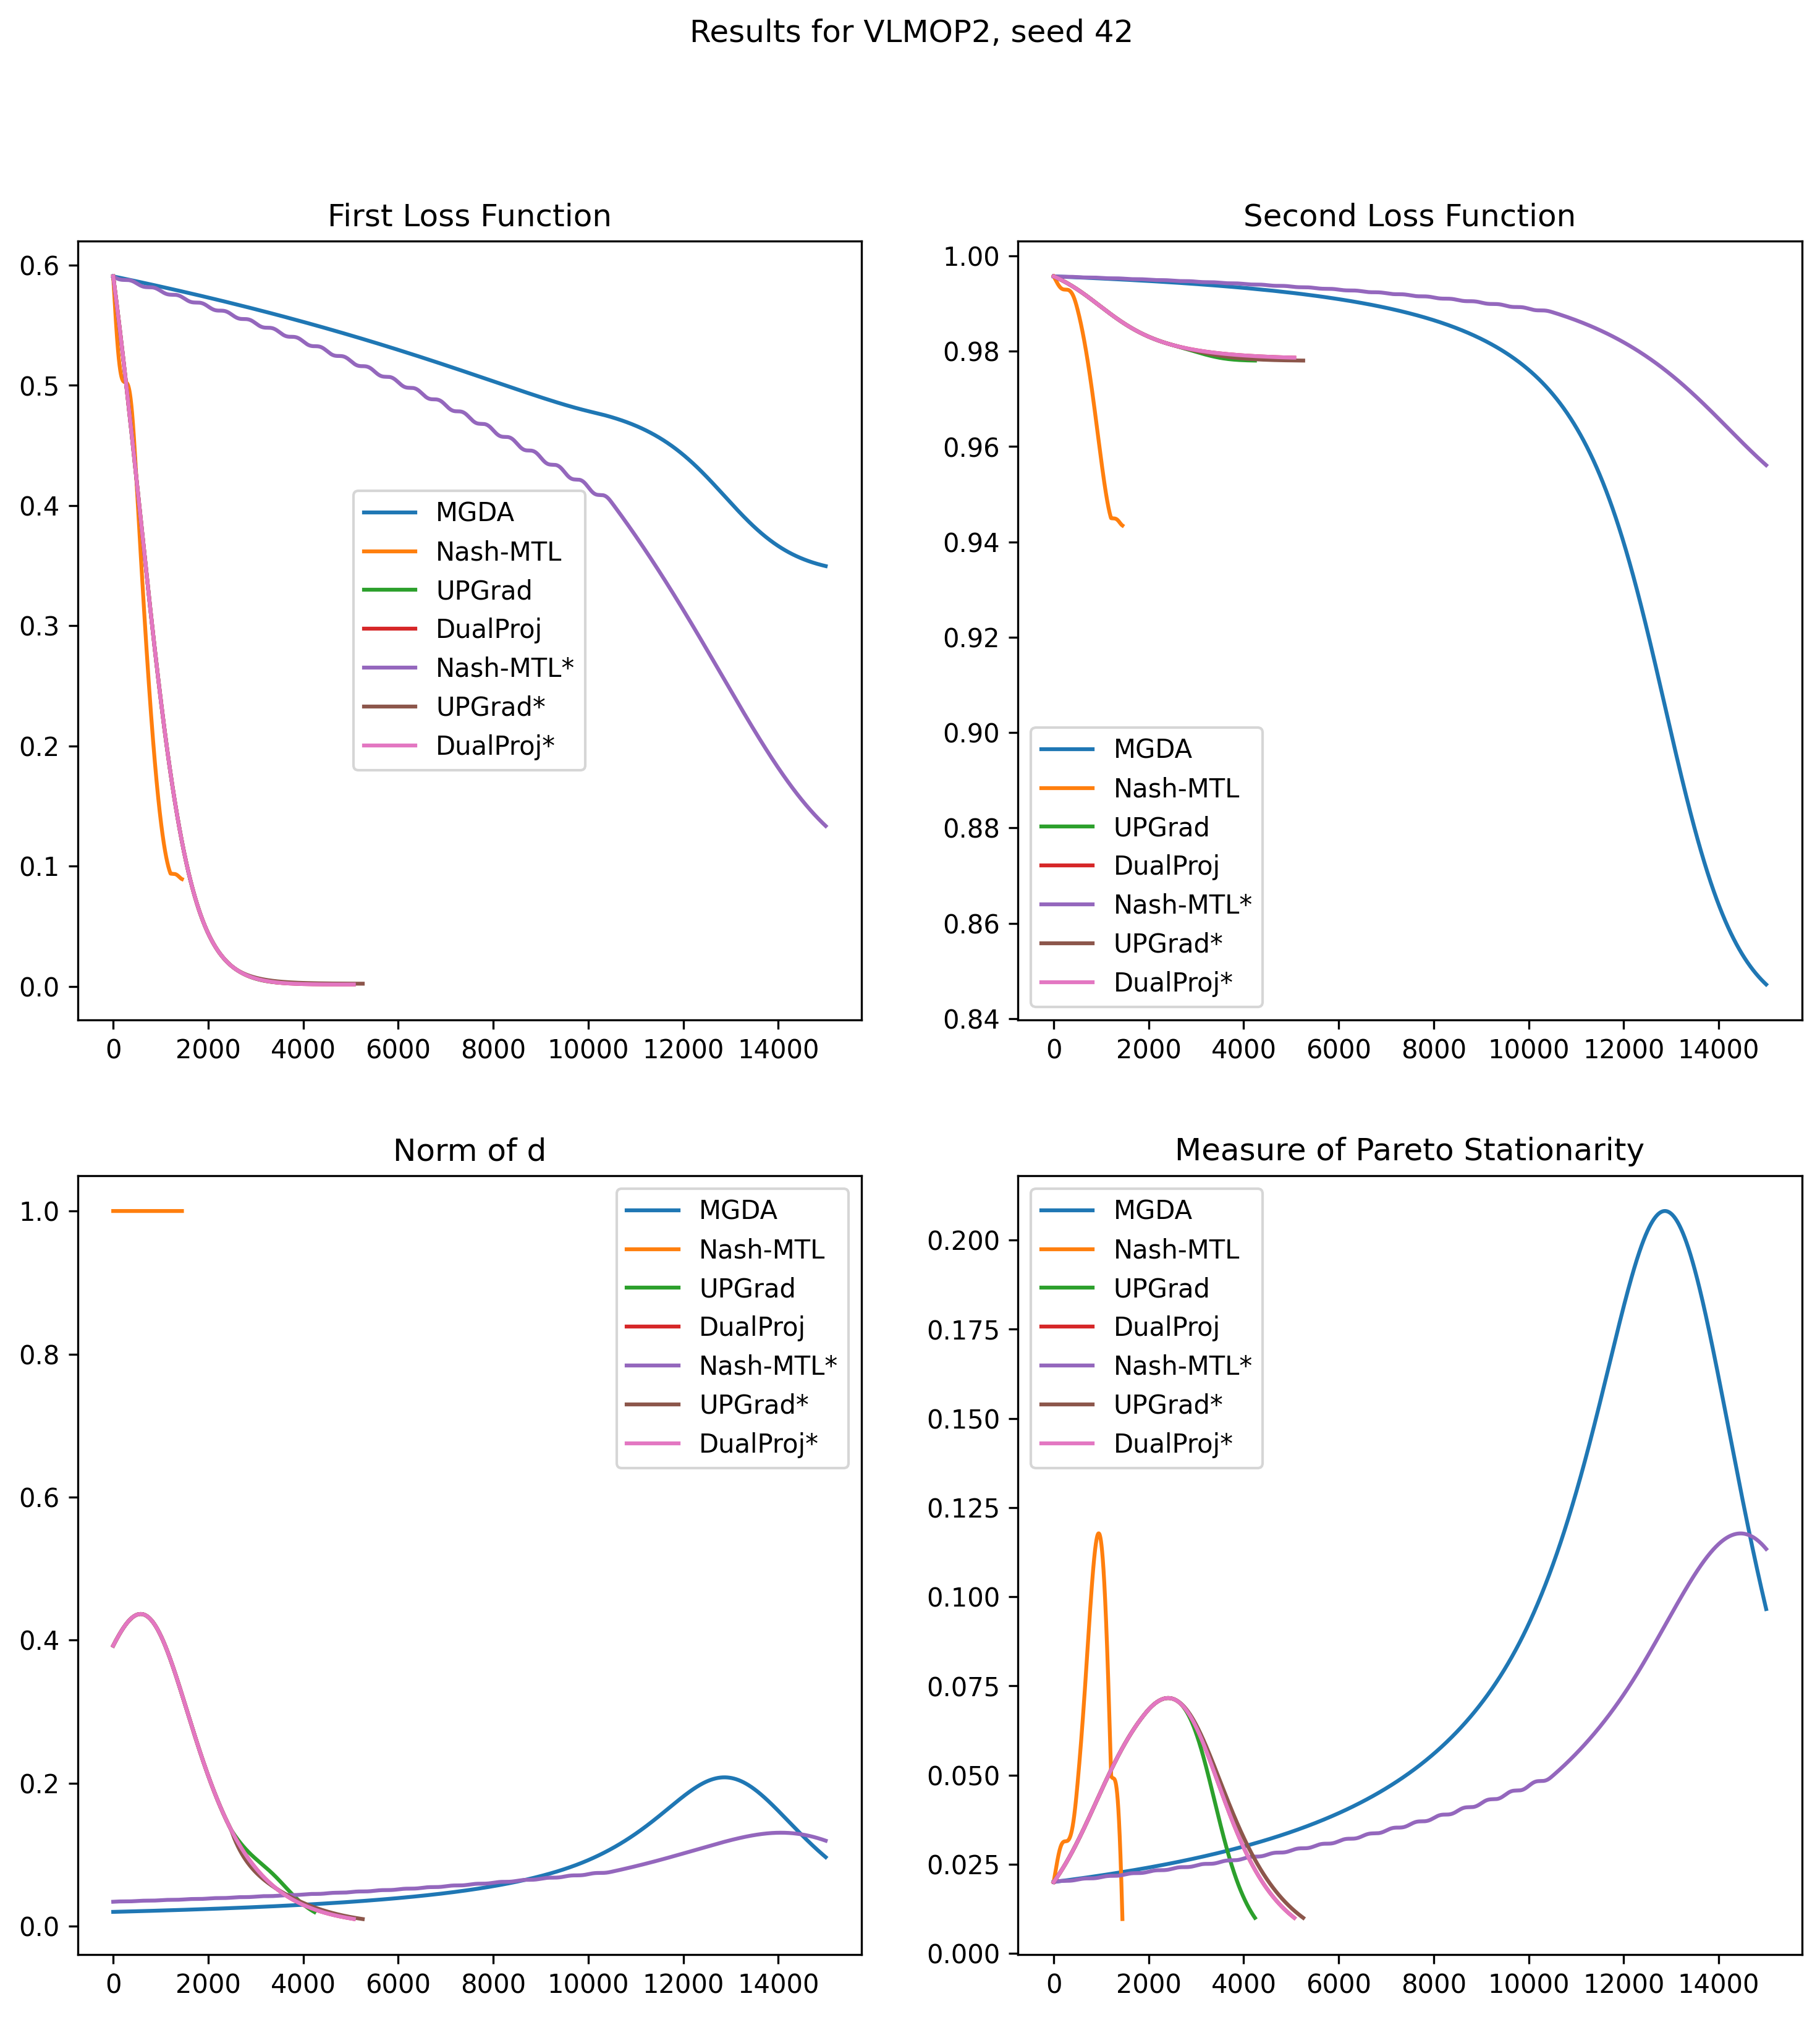 Results for VLMOP2, seed 42
First Loss Function
0.6
0.5
0.4
0.3
0.2
0.1
0.0
MGDA
Nash-MTL
UPGrad
DualProj
Nash-MTL*
UPGrad*
DualProj*
0 2000 4000 6000 8000 10000 12000 14000
Second Loss Function
1.00
0.98
0.96
0.94
0.92
0.90
0.88
0.86
0.84
MGDA
Nash-MTL
UPGrad
DualProj
Nash-MTL*
UPGrad*
DualProj*
0 2000 4000 6000 8000 10000 12000 14000
Norm of d
1.0
0.8
0.6
0.4
0.2
0.0
MGDA
Nash-MTL
UPGrad
DualProj
Nash-MTL*
UPGrad*
DualProj*
0 2000 4000 6000 8000 10000 12000 14000
Measure of Pareto Stationarity
0.200
0.175
0.150
0.125
0.100
0.075
0.050
0.025
0.000
MGDA
Nash-MTL
UPGrad
DualProj
Nash-MTL*
UPGrad*
DualProj*
0 2000 4000 6000 8000 10000 12000 14000